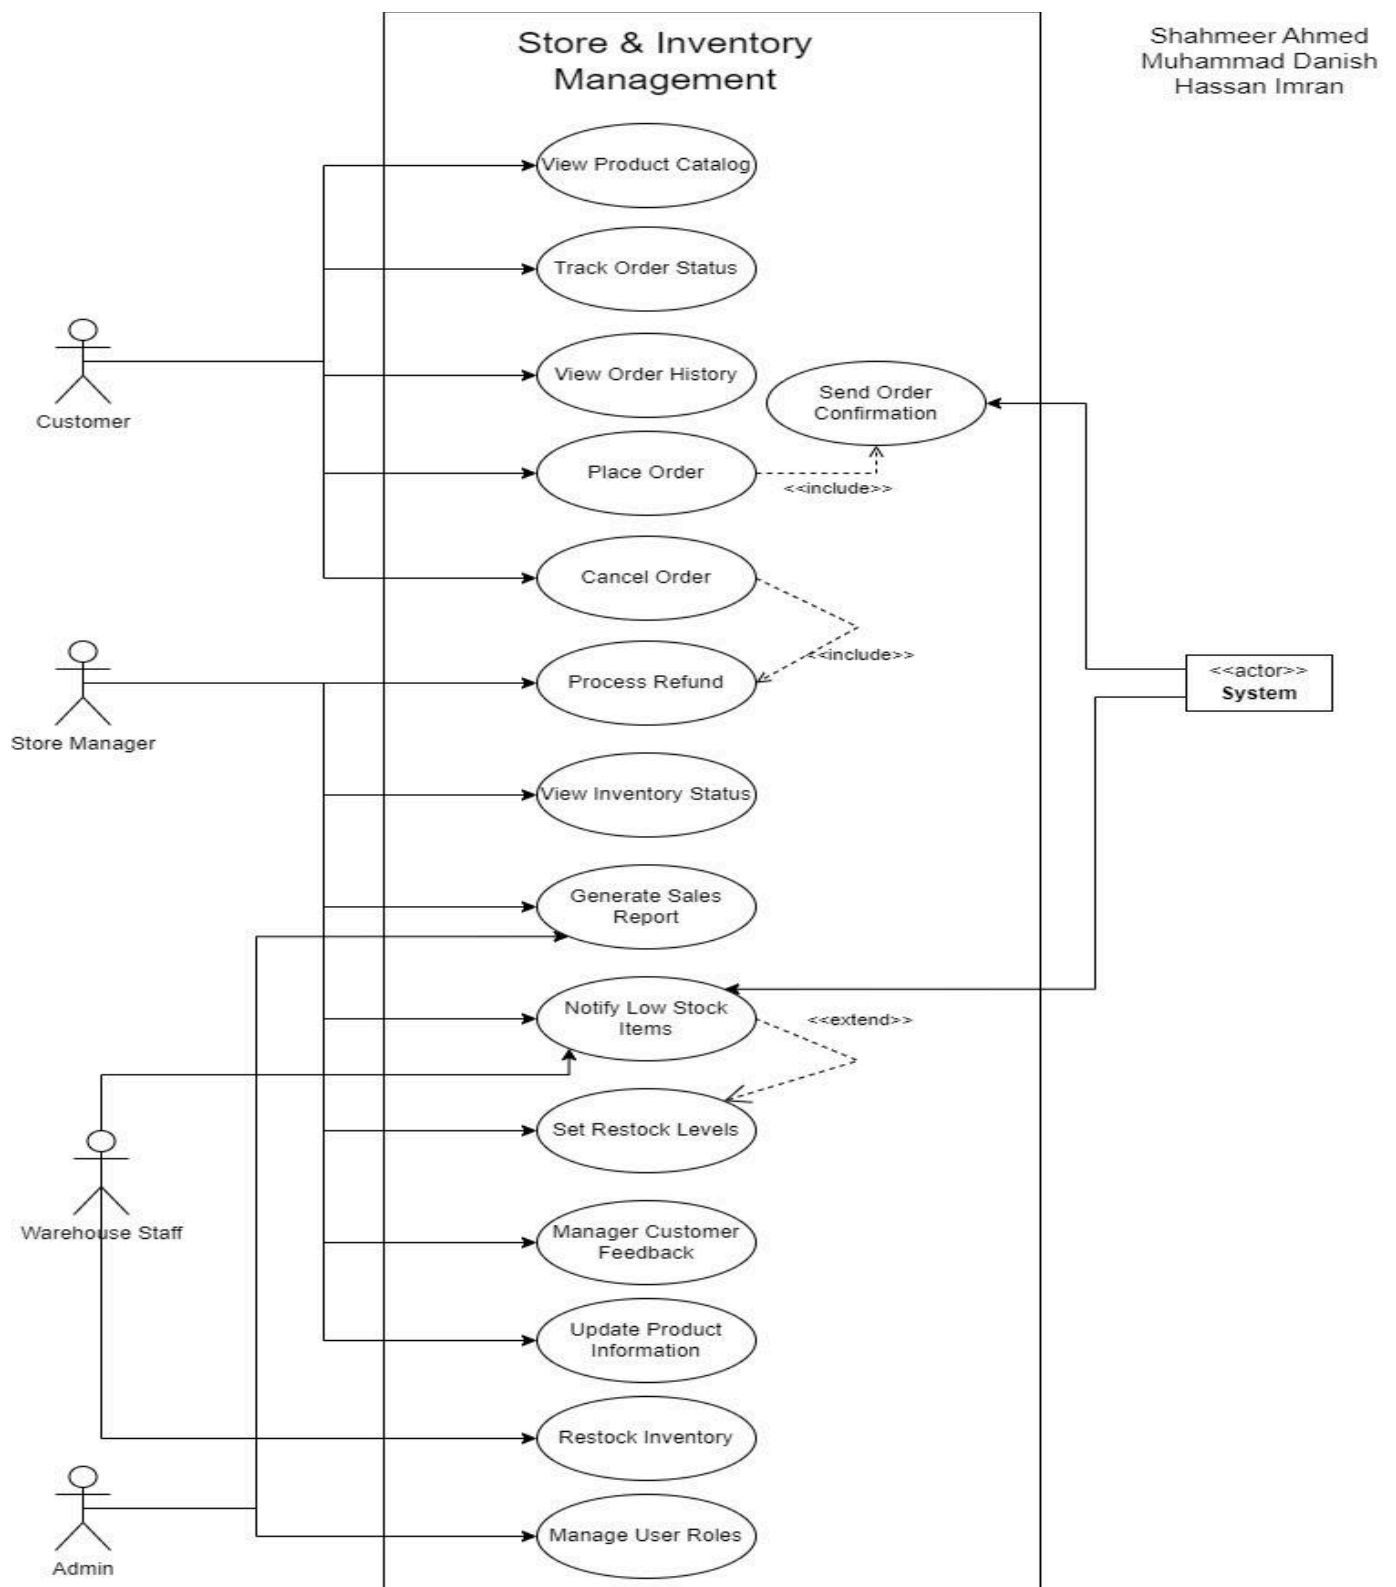 Store & Inventory
Management
Shahmeer Ahmed
Muhammad Danish
Hassan Imran
View Product Catalog
Track Order Status
Customer
View Order History
Send Order
Confirmation
Place Order
<<include>>
Cancel Order
<<include>>
Store Manager
Process Refund
<<actor>>
System
View Inventory Status
Generate Sales
Report
Notify Low Stock
Items
<<extend>>
Set Restock Levels
Warehouse Staff
Manager Customer
Feedback
Update Product
Information
Restock Inventory
Manage User Roles
Admin